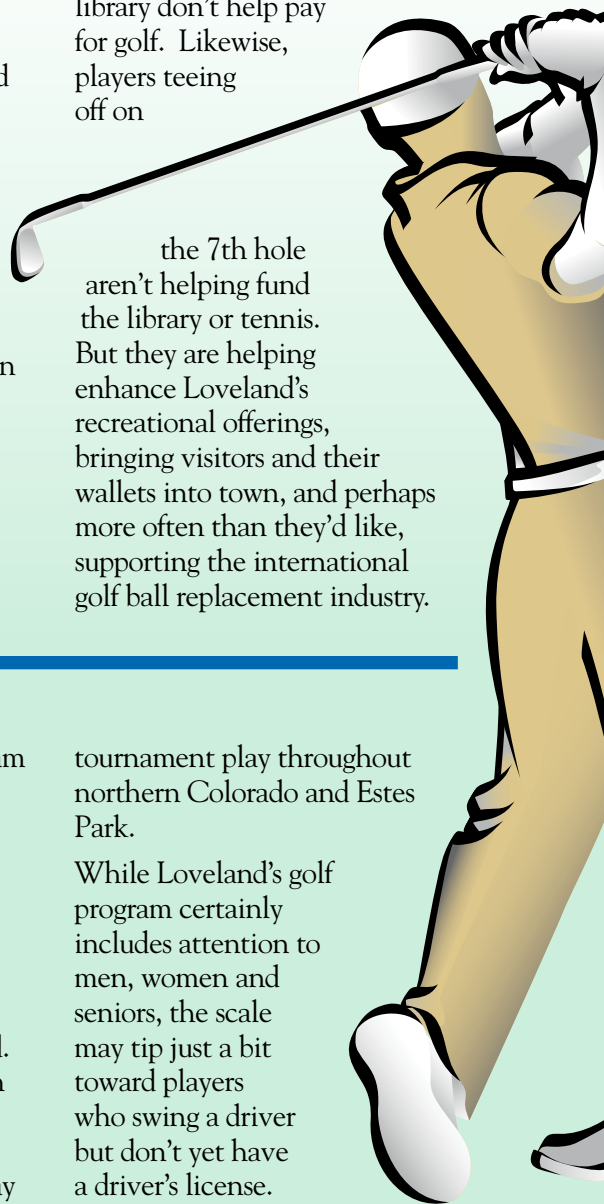 library don't help pay
for golf.  Likewise,
players teeing
off on
the 7th hole
aren't helping fund
the library or tennis.
But they are helping
enhance Loveland's
recreational offerings,
bringing visitors and their
wallets into town, and perhaps
more often than they'd like,
supporting the international
golf ball replacement industry.
tournament play throughout
northern Colorado and Estes
Park.
While Loveland's golf
program certainly
includes attention to
men, women and
seniors, the scale
may tip just a bit
toward players
who swing a driver
but don't yet have
a driver's license.